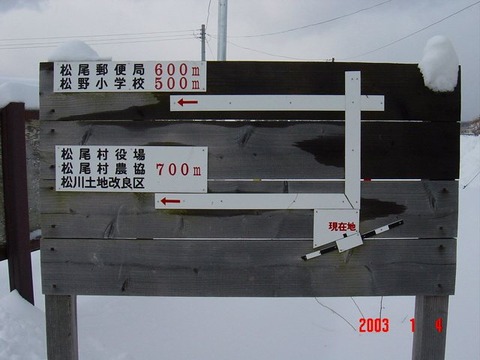 松尾郵便局 600m
松野小学校 500m
松尾村役場
松尾村農協 700m
松川土地改良区
現在地
2003 1 4